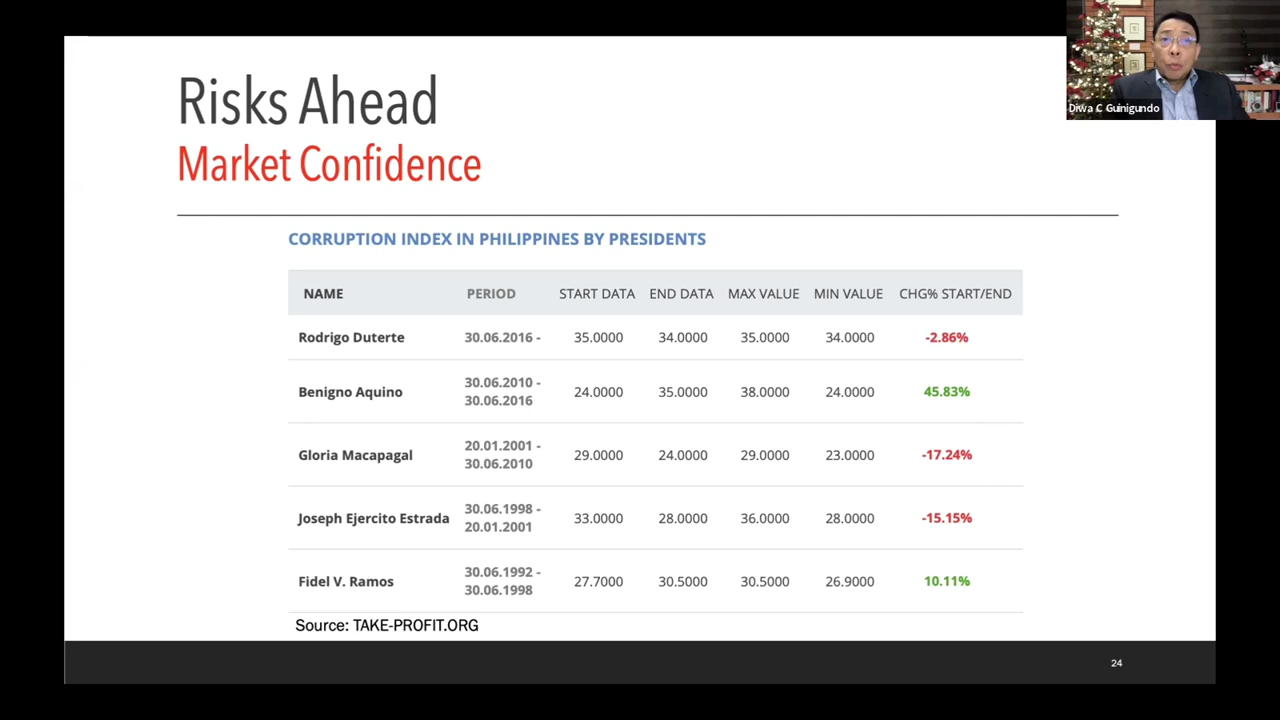 Risks Ahead
Market Confidence
Diwa C Guinigundo
CORRUPTION INDEX IN PHILIPPINES BY PRESIDENTS
NAME PERIOD START DATA END DATA MAX VALUE MIN VALUE CHG% START/END
Rodrigo Duterte 30.06.2016 - 35.0000 34.0000 35.0000 34.0000 -2.86%
Benigno Aquino 30.06.2010 - 30.06.2016 24.0000 35.0000 38.0000 24.0000 45.83%
Gloria Macapagal 20.01.2001 - 30.06.2010 29.0000 24.0000 29.0000 23.0000 -17.24%
Joseph Ejercito Estrada 30.06.1998 - 20.01.2001 33.0000 28.0000 36.0000 28.0000 -15.15%
Fidel V. Ramos 30.06.1992 - 30.06.1998 27.7000 30.5000 30.5000 26.9000 10.11%
Source: TAKE-PROFIT.ORG
24